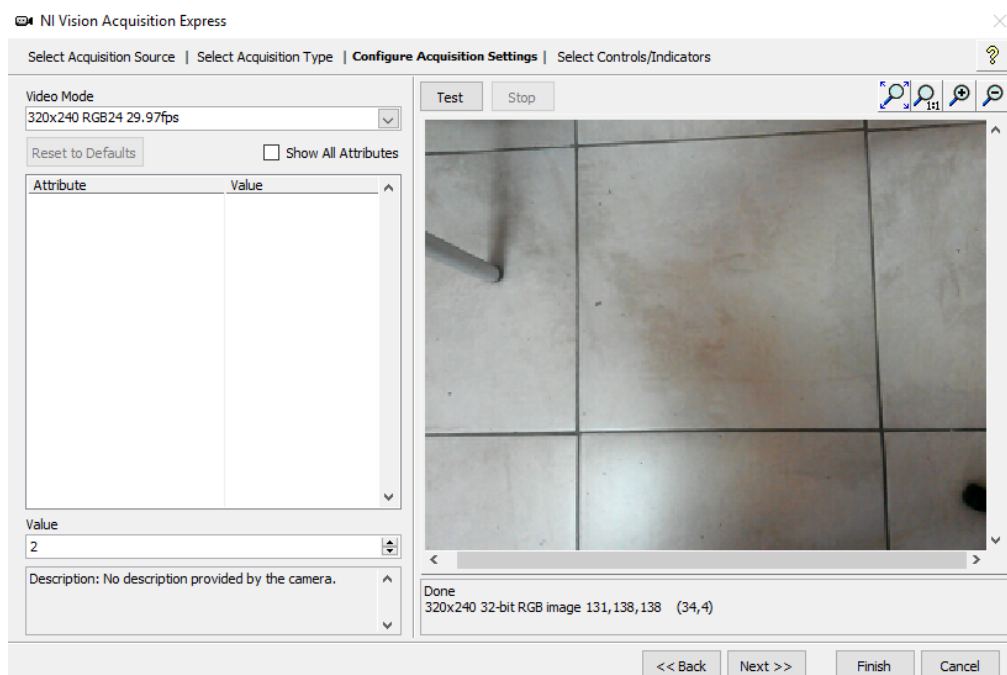 NI Vision Acquisition Express
Select Acquisition Source | Select Acquisition Type | Configure Acquisition Settings | Select Controls/Indicators
Video Mode
320x240 RGB24 29.97fps
Reset to Defaults
Show All Attributes
Attribute Value
Value
2
Description: No description provided by the camera.
Test Stop
1:1
Done
320x240 32-bit RGB image 131,138,138 (34,4)
<< Back Next >> Finish Cancel